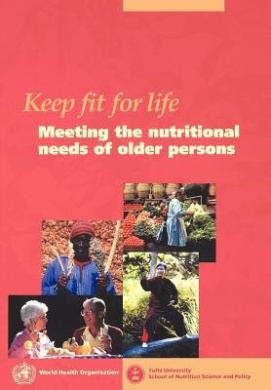 Keep fit for life
Meeting the nutritional
needs of older persons
World Health Organisation
Tufts University
School of Nutrition Science and Policy